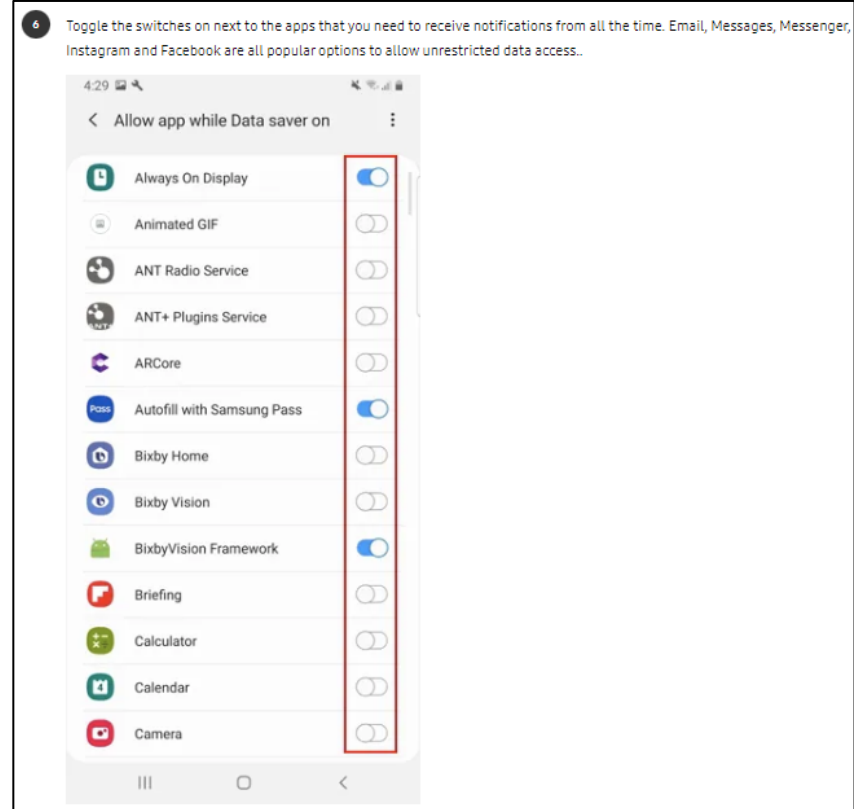 6
Toggle the switches on next to the apps that you need to receive notifications from all the time. Email, Messages, Messenger,
Instagram and Facebook are all popular options to allow unrestricted data access..
4:29
Allow app while Data saver on
Always On Display
Animated GIF
ANT Radio Service
ANT+ Plugins Service
ARCore
Pass
Autofill with Samsung Pass
Bixby Home
Bixby Vision
BixbyVision Framework
Briefing
Calculator
4
Calendar
Camera